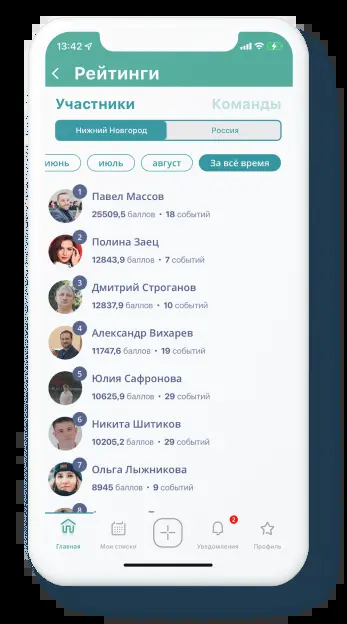 13:42
Рейтинги
Участники Команды
Нижний Новгород Россия
июнь июль август За всё время
1
Павел Массов
25509,5 баллов • 18 событий
2
Полина Заец
12843,9 баллов • 7 событий
3
Дмитрий Строганов
12837,9 баллов • 10 событий
4
Александр Вихарев
11747,6 баллов • 19 событий
5
Юлия Сафронова
10625,9 баллов • 29 событий
6
Никита Шитиков
10205,2 баллов • 29 событий
7
Ольга Лыжникова
8945 баллов • 9 событий
8
2
Главная Мои списки Уведомления Профиль